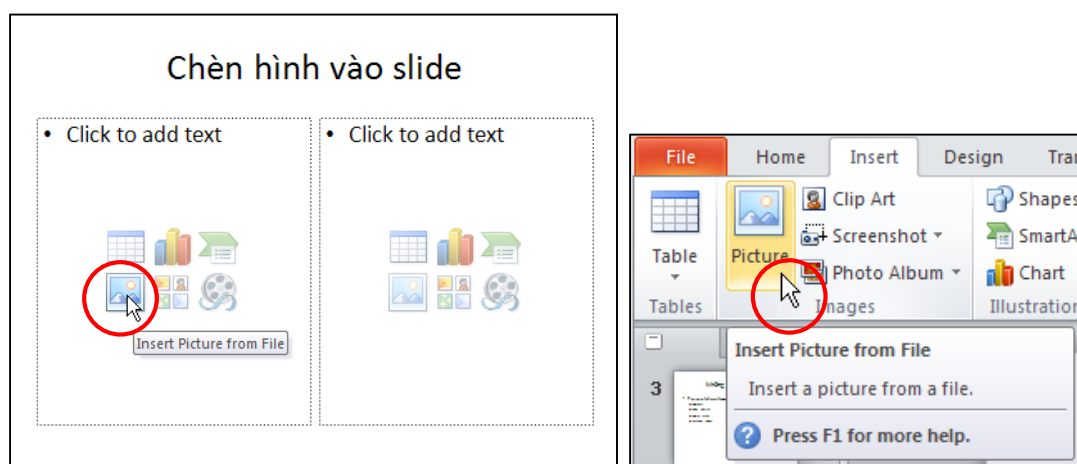 Chèn hình vào slide
• Click to add text
• Click to add text
Insert Picture from File
File Home Insert Design
Table
Picture
Clip Art
Screenshot
Photo Album
Shapes
Chart
Tables Images
Insert Picture from File
Insert a picture from a file.
Press F1 for more help.
3